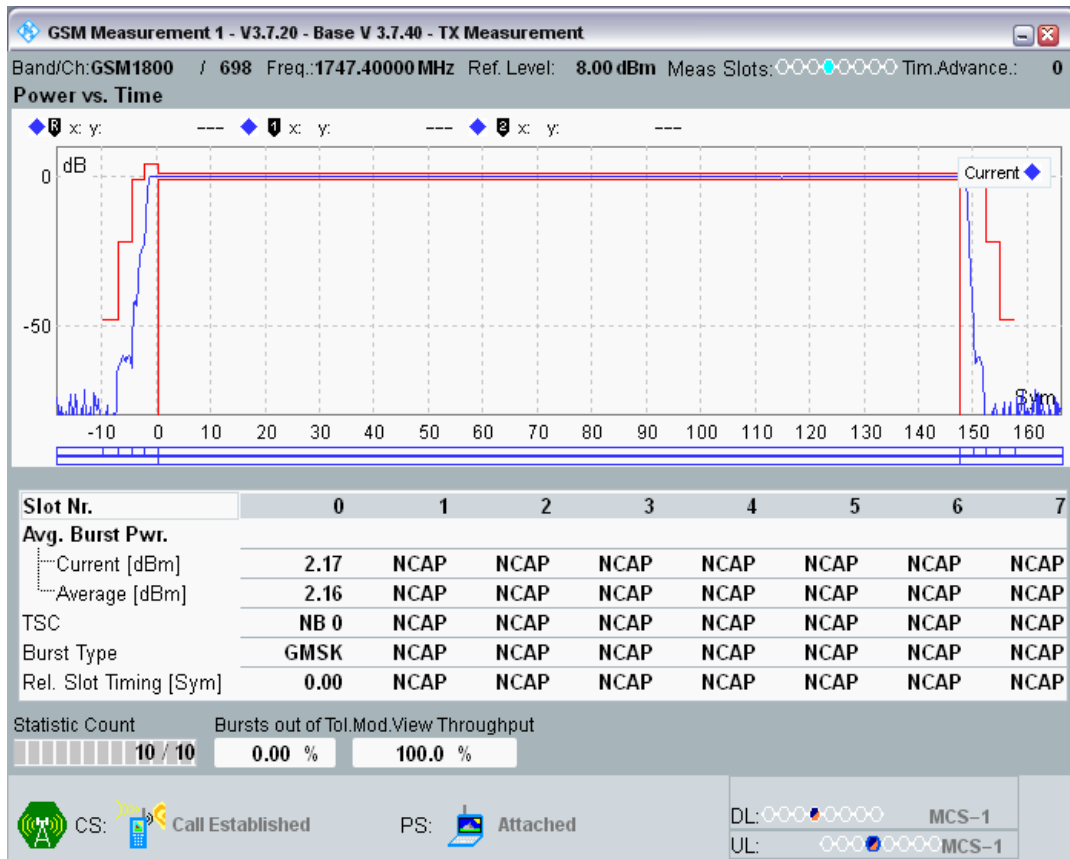 GSM Measurement 1 - V3.7.20 - Base V 3.7.40 - TX Measurement
Band/Ch:GSM1800 / 698 Freq.:1747.40000 MHz Ref. Level: 8.00 dBm Meas Slots: Tim.Advance.: 0
Power vs. Time
R x: y: --- 1 x: y: --- 2 x: y: ---
dB
Current
0
-50
Sym
-10 0 10 20 30 40 50 60 70 80 90 100 110 120 130 140 150 160
Slot Nr. 0 1 2 3 4 5 6 7
Avg. Burst Pwr.
Current [dBm] 2.17 NCAP NCAP NCAP NCAP NCAP NCAP NCAP
Average [dBm] 2.16 NCAP NCAP NCAP NCAP NCAP NCAP NCAP
TSC NB 0 NCAP NCAP NCAP NCAP NCAP NCAP NCAP
Burst Type GMSK NCAP NCAP NCAP NCAP NCAP NCAP NCAP
Rel. Slot Timing [Sym] 0.00 NCAP NCAP NCAP NCAP NCAP NCAP NCAP
Statistic Count Bursts out of Tol.Mod.View Throughput
10 / 10 0.00 % 100.0 %
CS: Call Established PS: Attached
DL: MCS-1
UL: MCS-1